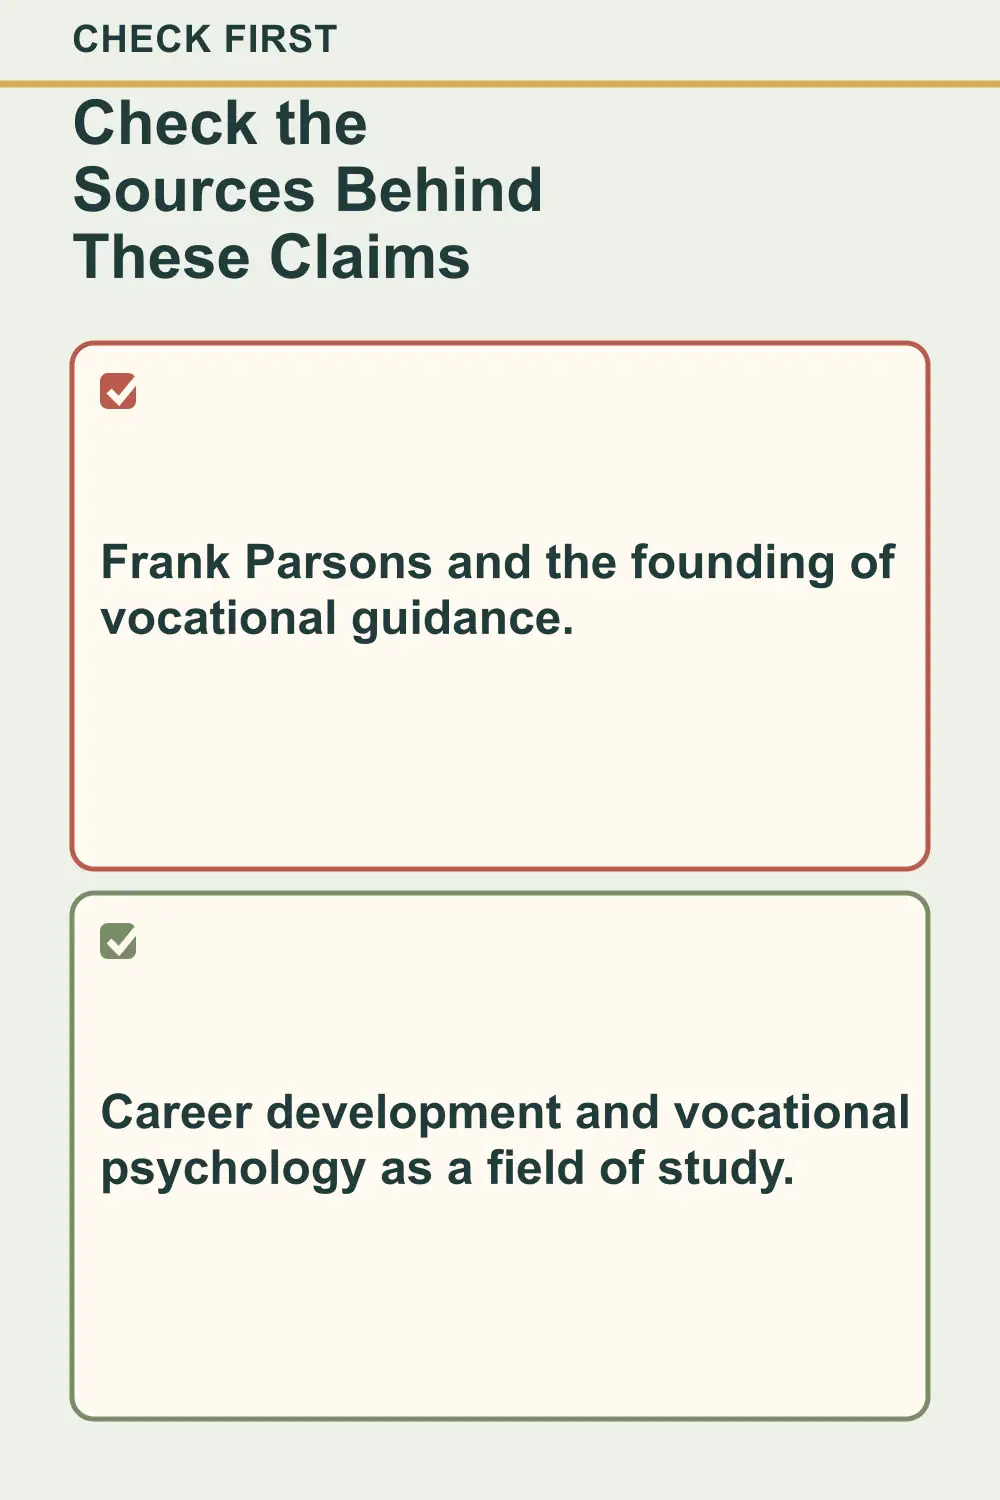 CHECK FIRST
Check the
Sources Behind
These Claims
Frank Parsons and the founding of
vocational guidance.
Career development and vocational
psychology as a field of study.